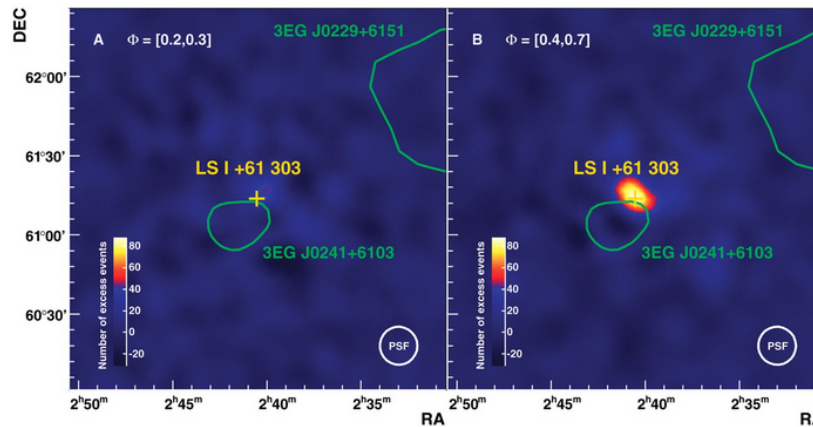 DEC
A Φ = [0.2,0.3]
3EG J0229+6151
62°00'
61°30'
61°00'
60°30'
LS I +61 303
3EG J0241+6103
Number of excess events
80
60
40
20
0
-20
PSF
2ʰ50ᵐ
2ʰ45ᵐ
2ʰ40ᵐ
2ʰ35ᵐ
RA
B Φ = [0.4,0.7]
3EG J0229+6151
LS I +61 303
3EG J0241+6103
Number of excess events
80
60
40
20
0
-20
PSF
2ʰ50ᵐ
2ʰ45ᵐ
2ʰ40ᵐ
2ʰ35ᵐ